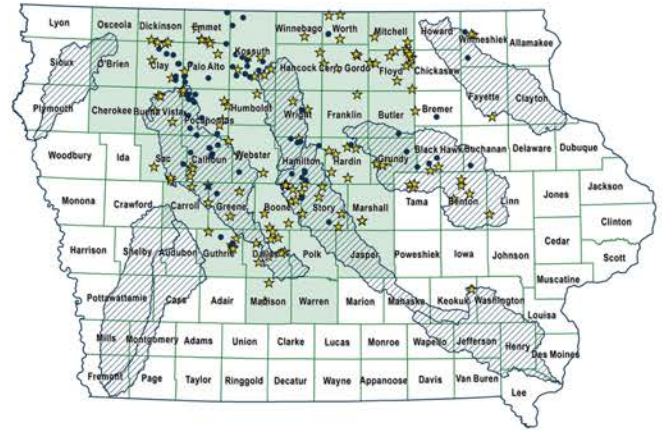 Lyon Osceola Dickinson Emmet Winnebago Worth Mitchell Howard Winneshiek Allamakee
Kossuth
Sioux O'Brien Clay Palo Alto Hancock Cerro Gordo Floyd Chickasaw
Fayette Clayton
Plymouth Cherokee Buena Vista Pocahontas Humboldt Wright Franklin Butler Bremer
Woodbury Ida Sac Calhoun Webster Hamilton Hardin Grundy Black Hawk Buchanan Delaware Dubuque
Monona Crawford Carroll Greene Boone Story Marshall Tama Benton Linn Jones Jackson
Clinton
Harrison Shelby Audubon Guthrie Dallas Polk Jasper Poweshiek Iowa Johnson Cedar Scott
Muscatine
Pottawattamie Cass Adair Madison Warren Marion Mahaska Keokuk Washington Louisa
Mills Montgomery Adams Union Clarke Lucas Monroe Wapello Jefferson Henry Des Moines
Fremont Page Taylor Ringgold Decatur Wayne Appanoose Davis Van Buren Lee